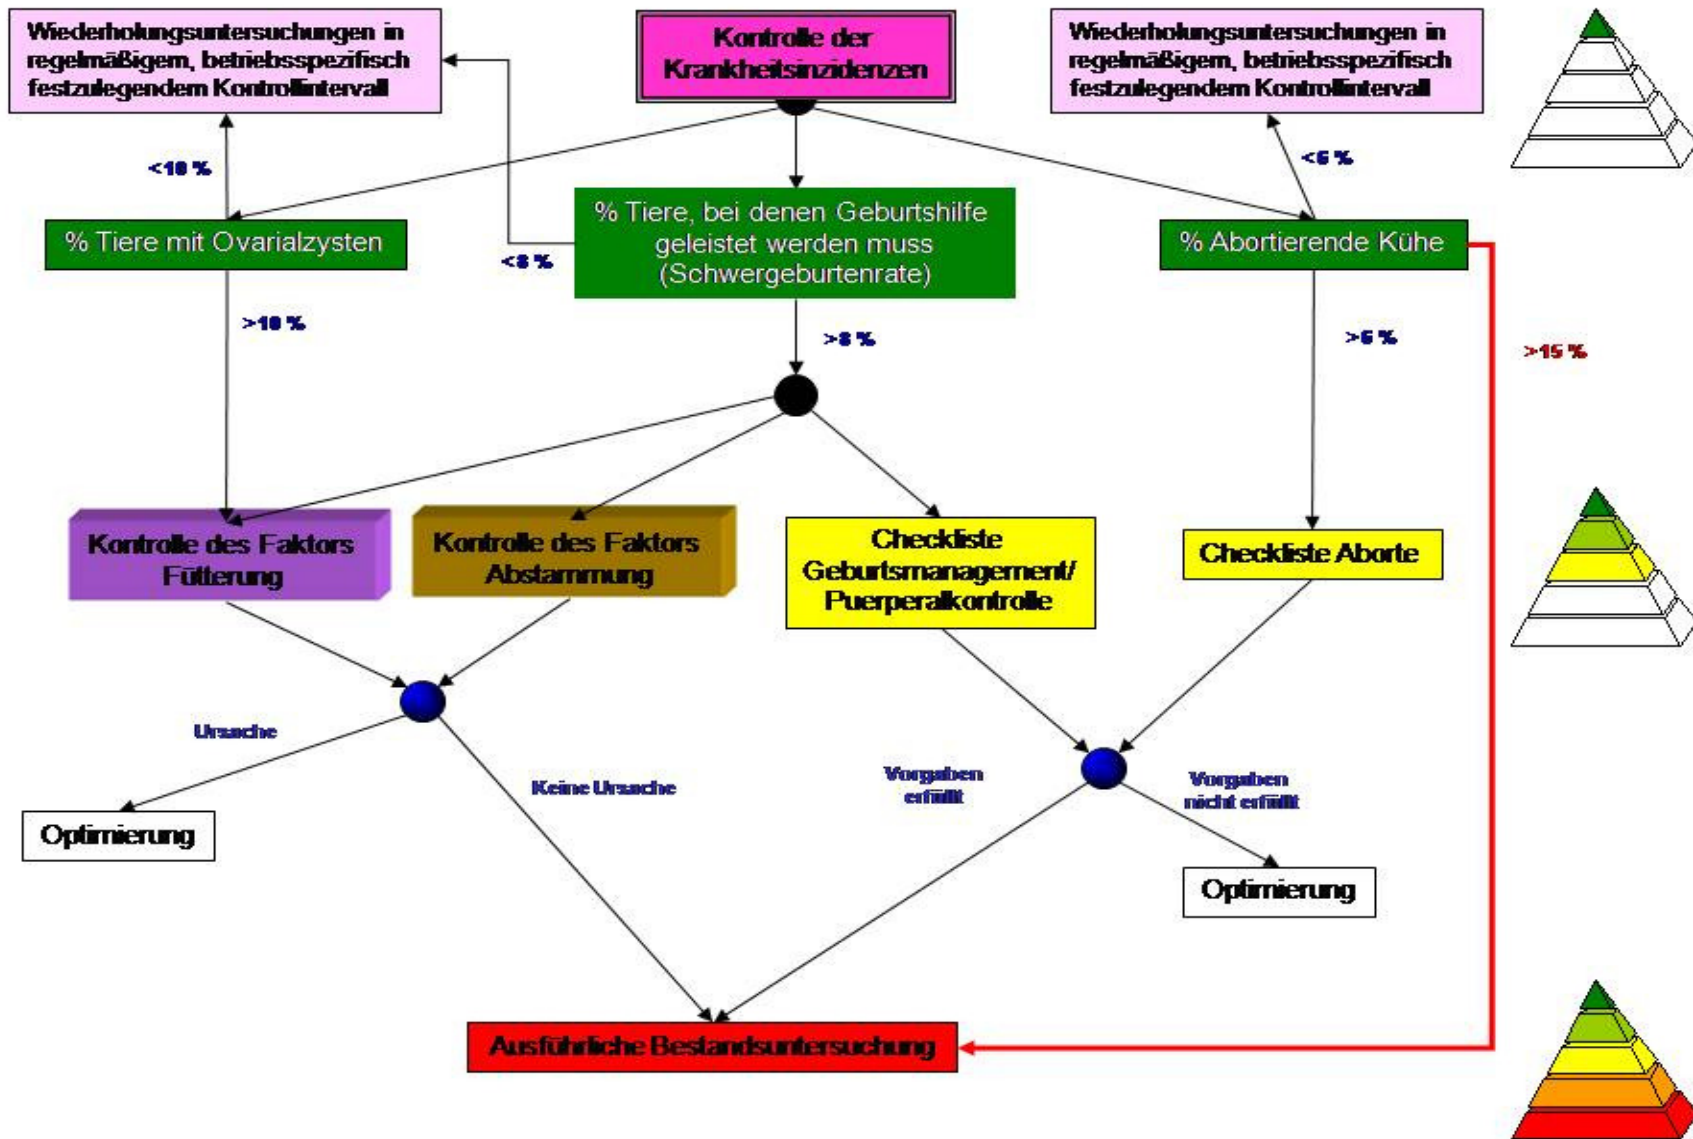 Wiederholungsuntersuchungen in
regelmäßigem, betriebsspezifisch
festzulegendem Kontrollintervall
Kontrolle der
Krankheitsinzidenzen
Wiederholungsuntersuchungen in
regelmäßigem, betriebsspezifisch
festzulegendem Kontrollintervall
<10 %
<6 %
% Tiere mit Ovarialzysten
% Tiere, bei denen Geburtshilfe
geleistet werden muss
(Schwergeburtenrate)
% Abortierende Kühe
<8 %
>10 %
>8 %
>6 %
>15 %
Kontrolle des Faktors
Fütterung
Kontrolle des Faktors
Abstammung
Checkliste
Geburtsmanagement/
Puerperalkontrolle
Checkliste Aborte
Ursache
Keine Ursache
Vorgaben
erfüllt
Vorgaben
nicht erfüllt
Optimierung
Optimierung
Ausführliche Bestandsuntersuchung